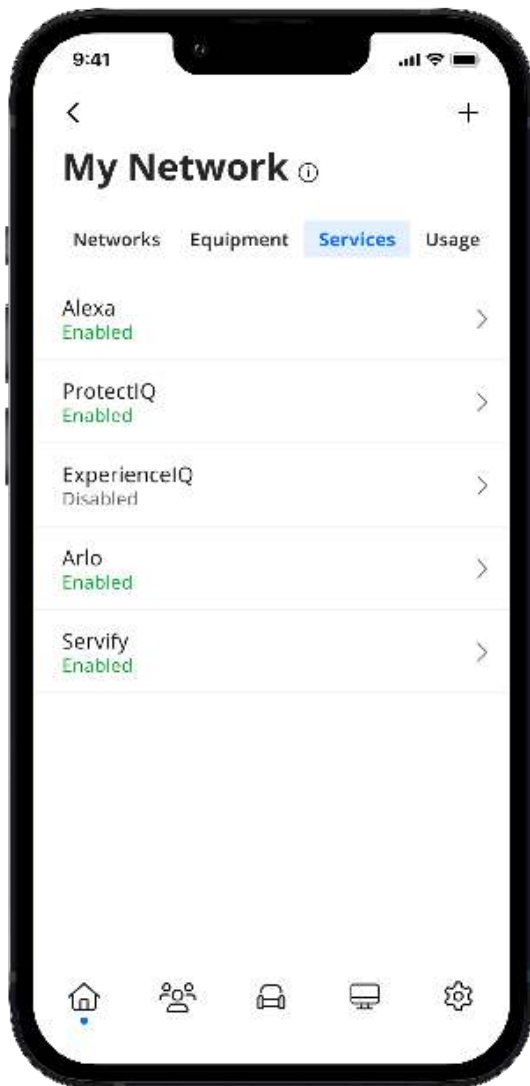 9:41
My Network
Networks Equipment Services Usage
Alexa
Enabled
ProtectIQ
Enabled
ExperienceIQ
Disabled
Arlo
Enabled
Servify
Enabled